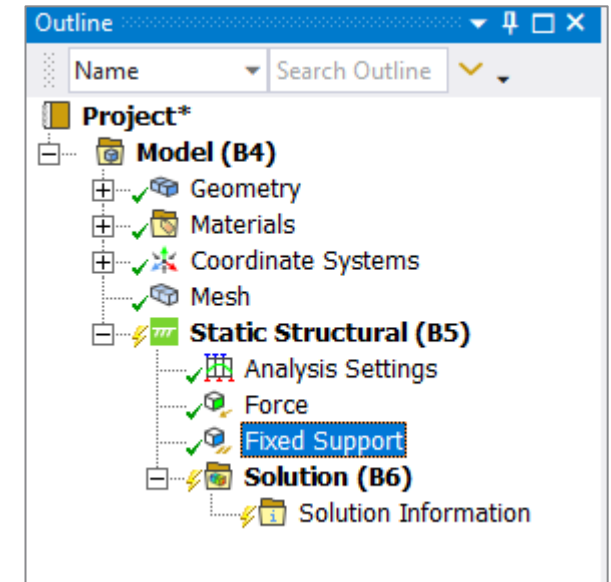 Outline
Name Search Outline
Project*
Model (B4)
Geometry
Materials
Coordinate Systems
Mesh
Static Structural (B5)
Analysis Settings
Force
Fixed Support
Solution (B6)
Solution Information